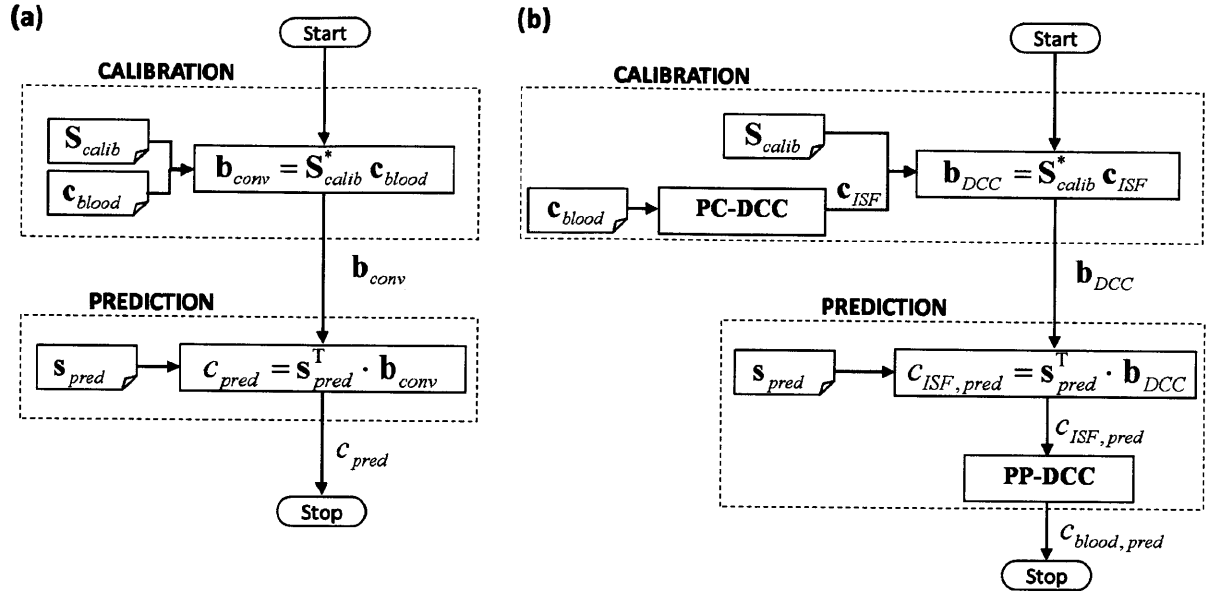 (a)
Start
CALIBRATION
S_calib
c_blood
b_conv = S*_calib c_blood
b_conv
PREDICTION
s_pred
c_pred = s^T_pred · b_conv
c_pred
Stop
(b)
Start
CALIBRATION
S_calib
c_blood
PC-DCC
c_ISF
b_DCC = S*_calib c_ISF
b_DCC
PREDICTION
s_pred
c_ISF,pred = s^T_pred · b_DCC
c_ISF,pred
PP-DCC
c_blood,pred
Stop